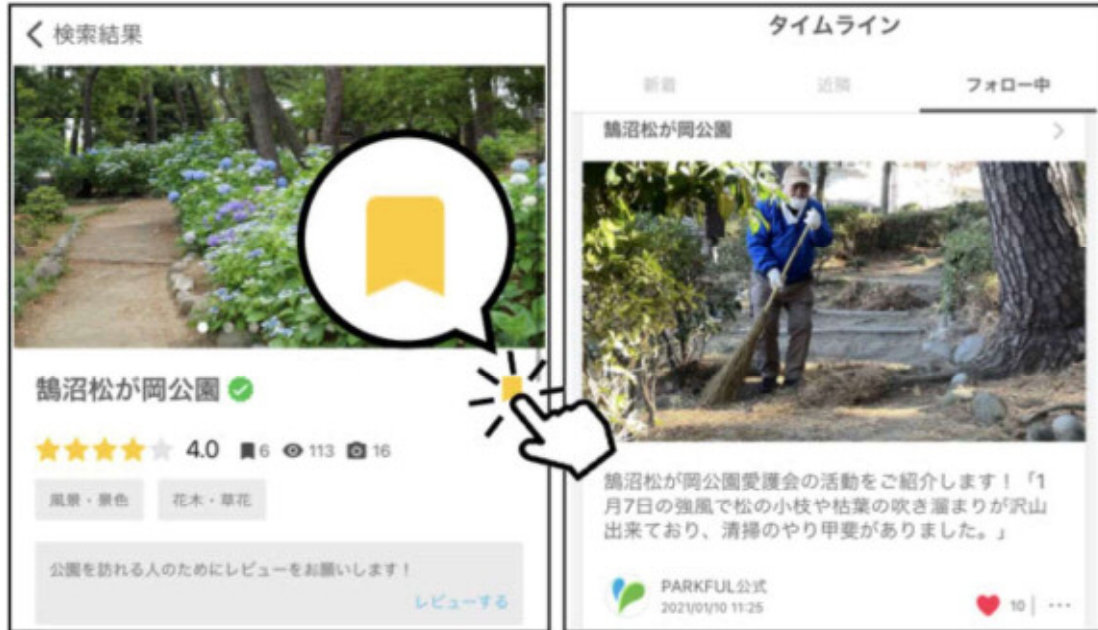 検索結果
鵠沼松が岡公園
4.0 6 113 16
風景・景色 花木・草花
公園を訪れる人のためにレビューをお願いします！
レビューする
タイムライン
新着 近隣 フォロー中
鵠沼松が岡公園
鵠沼松が岡公園愛護会の活動をご紹介します！「1
月7日の強風で松の小枝や枯葉の吹き溜まりが沢山
出来ており、清掃のやり甲斐がありました。」
PARKFUL公式
2021/01/10 11:25
10